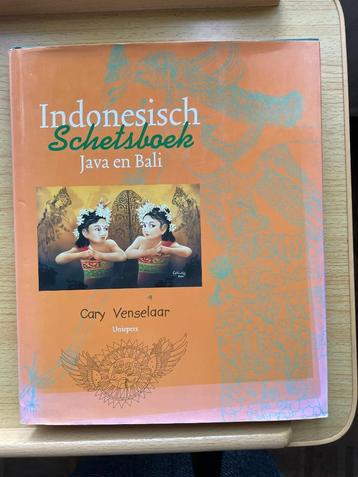 Indonesisch
Schetsboek
Java en Bali
Cary Venselaar
Uniepers